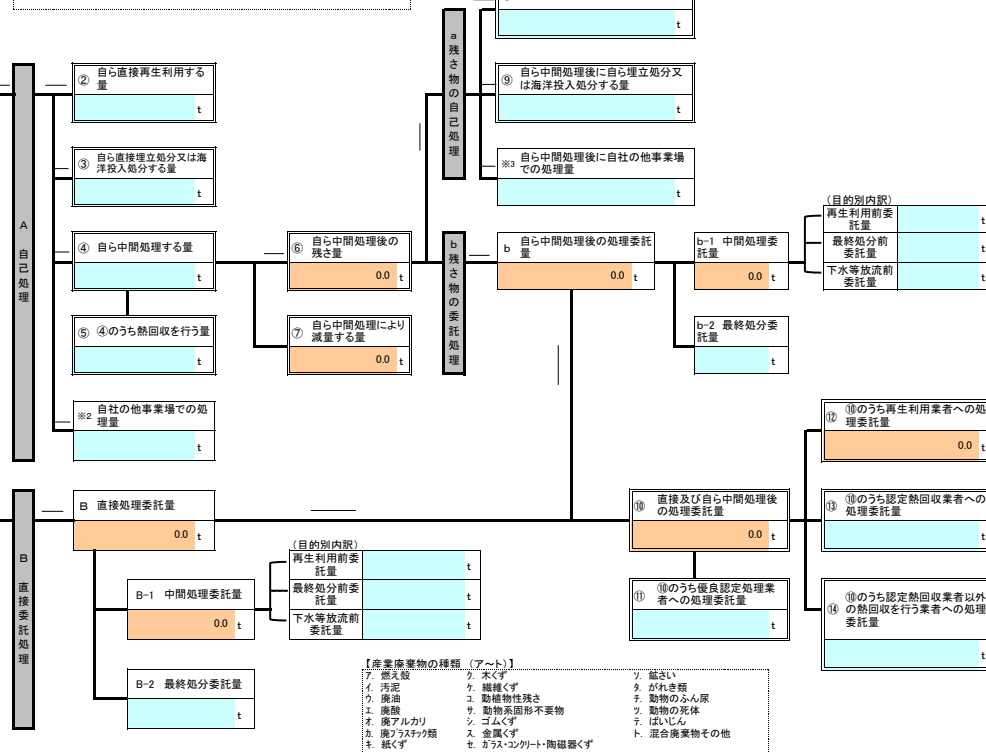 t
a 残さ物の自己処理
② 自ら直接再生利用する
量
t
⑨ 自ら中間処理後に自ら埋立処分又
は海洋投入処分する量
t
③ 自ら直接埋立処分又は海
洋投入処分する量
t
※3 自ら中間処理後に自社の他事業場
での処理量
t
A 自己処理
④ 自ら中間処理する量
t
⑥ 自ら中間処理後の
残さ量
0.0 t
b 残さ物の委託処理
b 自ら中間処理後の処理委託
量
0.0 t
b-1 中間処理委
託量
0.0 t
(目的別内訳)
再生利用前委
託量
t
最終処分前
委託量
t
下水等放流前
委託量
t
⑤ ④のうち熱回収を行う量
t
⑦ 自ら中間処理により
減量する量
0.0 t
b-2 最終処分委
託量
t
※2 自社の他事業場での処
理量
t
⑫ ⑩のうち再生利用業者への処
理委託量
0.0 t
B 直接委託処理
B 直接処理委託量
0.0 t
⑩ 直接及び自ら中間処理後
の処理委託量
0.0 t
⑬ ⑩のうち認定熱回収業者への
処理委託量
t
(目的別内訳)
再生利用前委
託量
t
最終処分前委
託量
t
下水等放流前
委託量
t
B-1 中間処理委託量
0.0 t
⑪ ⑩のうち優良認定処理業
者への処理委託量
t
⑭ ⑩のうち認定熱回収業者以外
の熱回収を行う業者への処理
委託量
t
B-2 最終処分委託量
t
【産業廃棄物の種類 (ア~ト)】
ア. 燃え殻 ク. 木くず ソ. 鉱さい
イ. 汚泥 ケ. 繊維くず タ. がれき類
ウ. 廃油 コ. 動植物性残さ チ. 動物のふん尿
エ. 廃酸 サ. 動物系固形不要物 ツ. 動物の死体
オ. 廃アルカリ シ. ゴムくず テ. ばいじん
カ. 廃プラスチック類 ス. 金属くず ト. 混合廃棄物その他
キ. 紙くず セ. ガラス・コンクリート・陶磁器くず